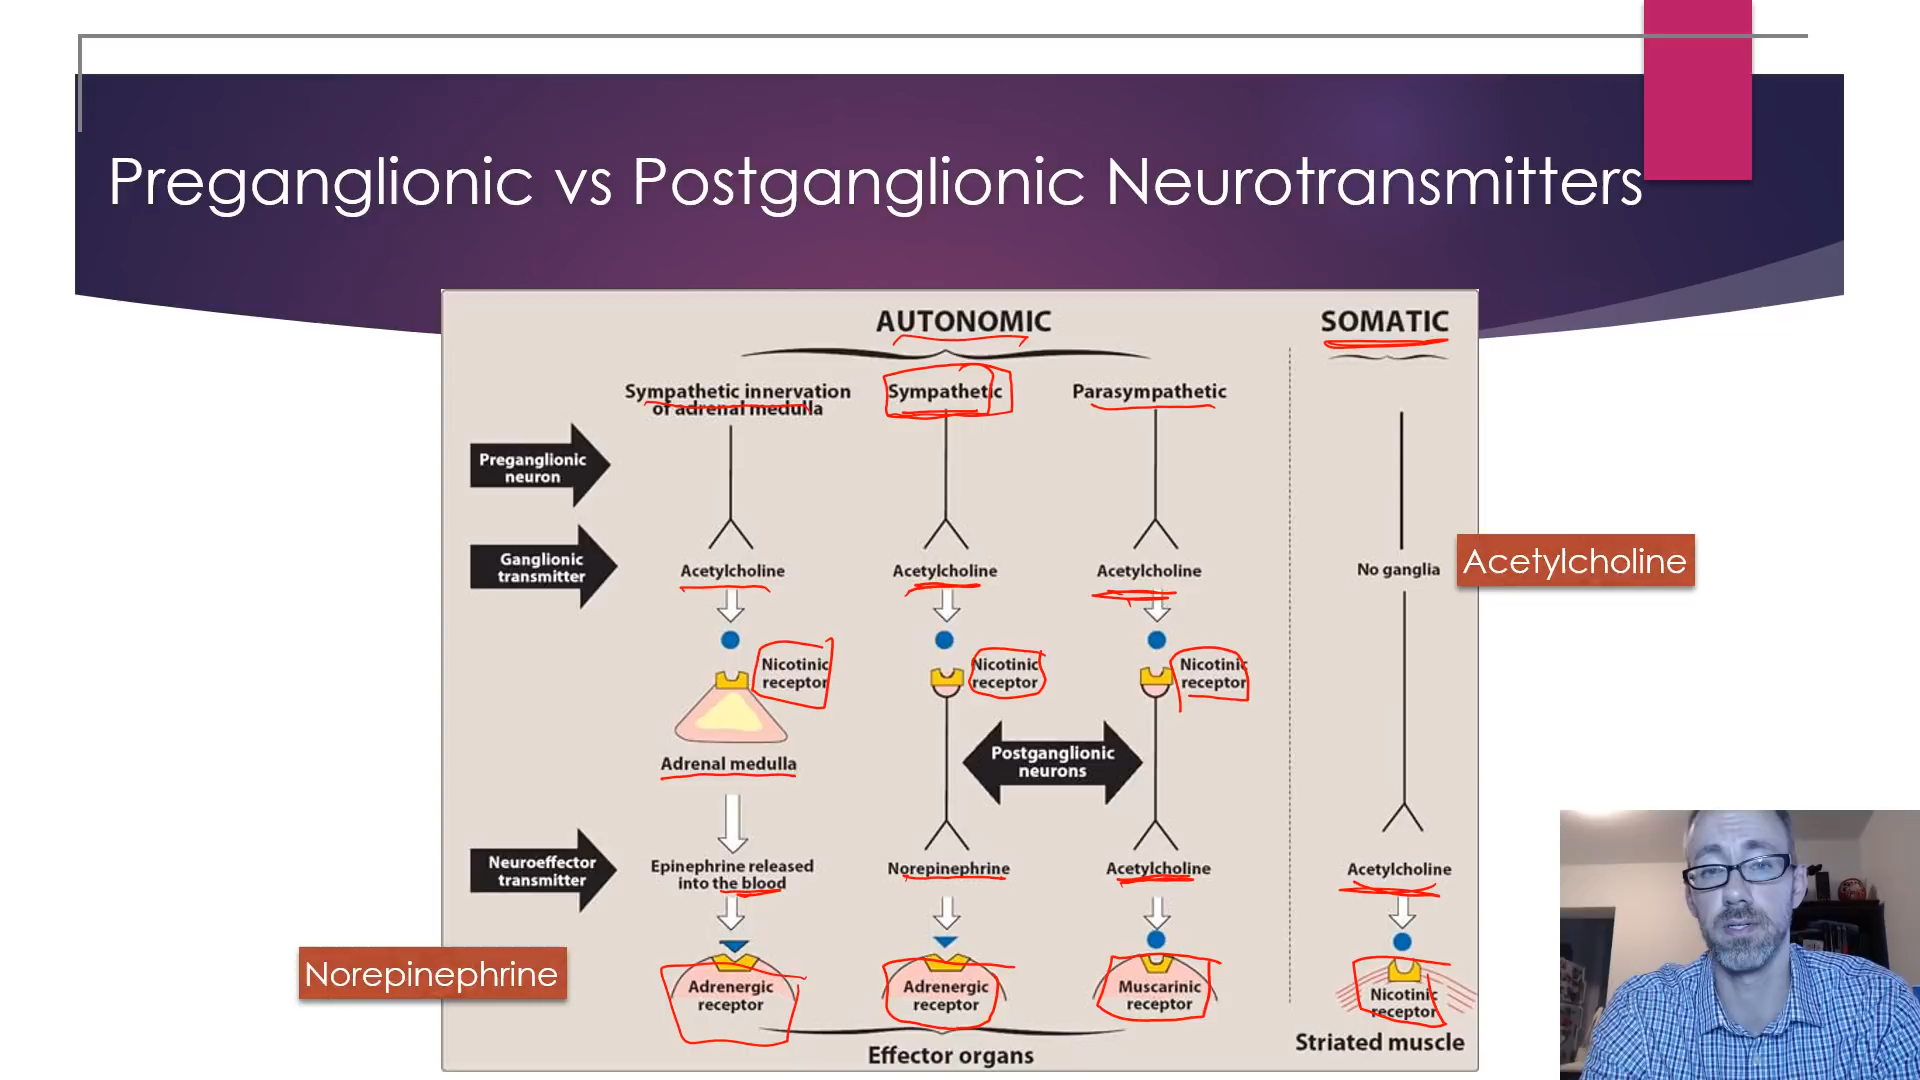 Preganglionic vs Postganglionic Neurotransmitters
AUTONOMIC
SOMATIC
Sympathetic innervation
of adrenal medulla
Sympathetic
Parasympathetic
Preganglionic
neuron
Ganglionic
transmitter
Acetylcholine
Acetylcholine
Acetylcholine
No ganglia
Acetylcholine
Nicotinic
receptor
Nicotinic
receptor
Nicotinic
receptor
Adrenal medulla
Postganglionic
neurons
Neuroeffector
transmitter
Epinephrine released
into the blood
Norepinephrine
Acetylcholine
Acetylcholine
Norepinephrine
Adrenergic
receptor
Adrenergic
receptor
Muscarinic
receptor
Nicotinic
receptor
Effector organs
Striated muscle